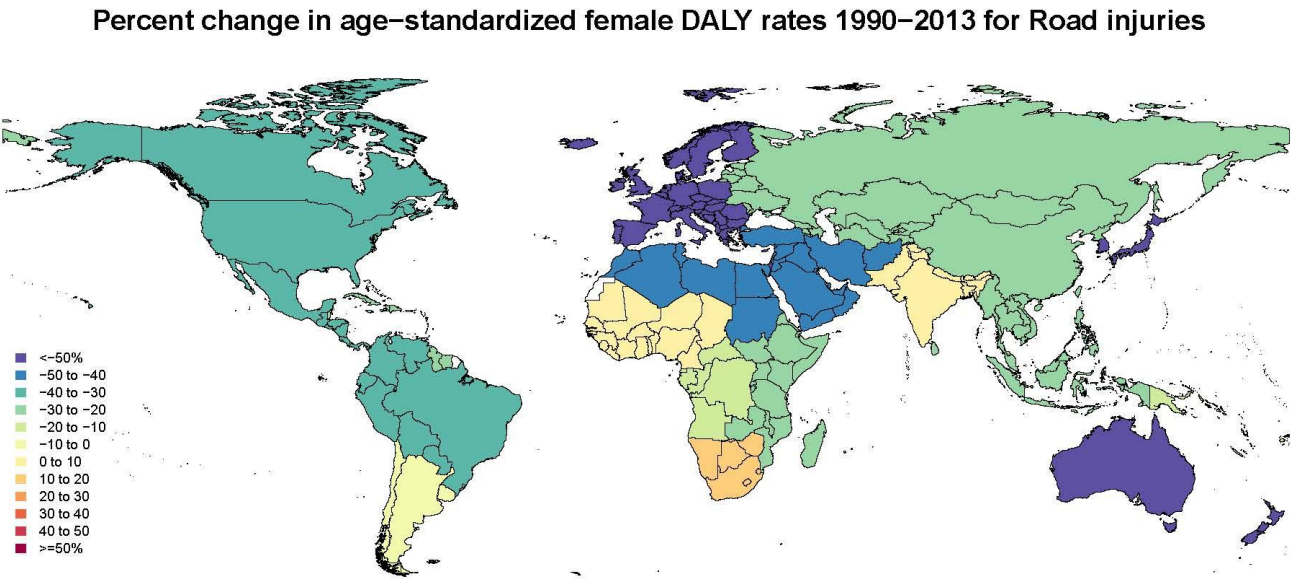 Percent change in age−standardized female DALY rates 1990−2013 for Road injuries
<−50%
−50 to −40
−40 to −30
−30 to −20
−20 to −10
−10 to 0
0 to 10
10 to 20
20 to 30
30 to 40
40 to 50
>=50%